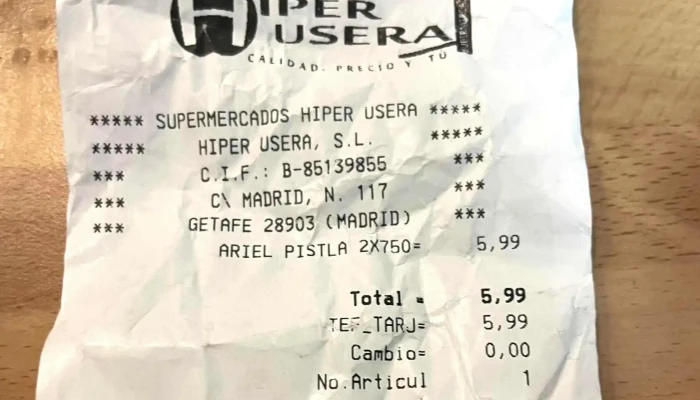 HIPER
USERA
CALIDAD. PRECIO Y TÚ
***** SUPERMERCADOS HIPER USERA *****
***** HIPER USERA, S.L. *****
*** C.I.F.: B-85139855 ***
*** C\ MADRID, N. 117 ***
*** GETAFE 28903 (MADRID) ***
ARIEL PISTLA 2X750= 5,99
Total = 5,99
TEF_TARJ= 5,99
Cambio= 0,00
No.Articul 1